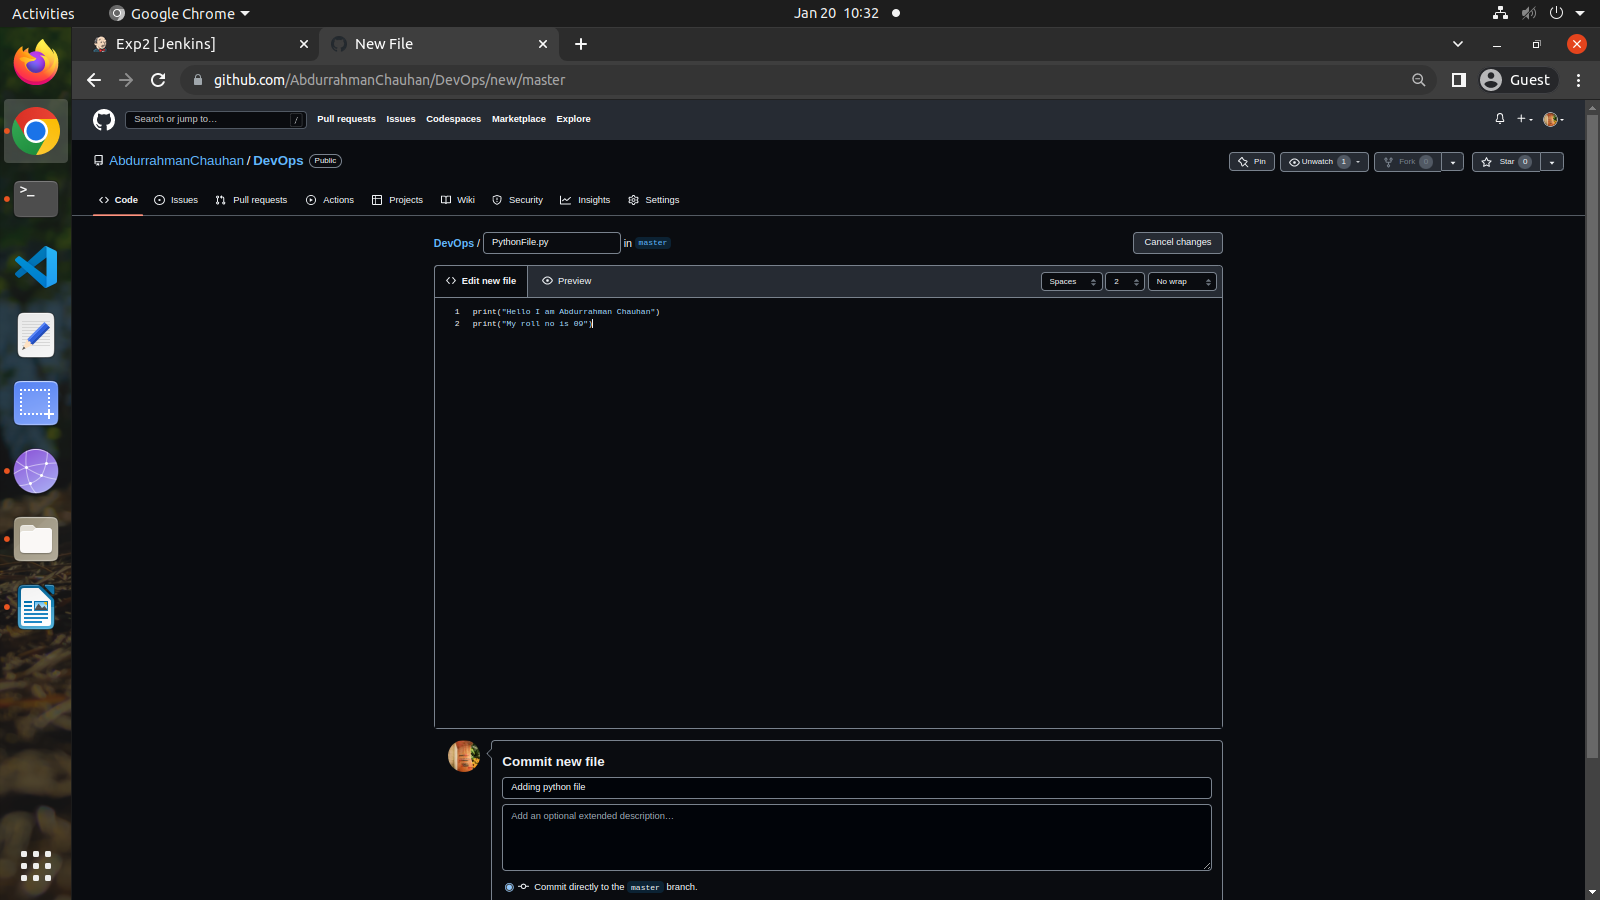 Activities Google Chrome Jan 20 10:32
Exp2 [Jenkins] New File
github.com/AbdurrahmanChauhan/DevOps/new/master Guest
Search or jump to… / Pull requests Issues Codespaces Marketplace Explore
AbdurrahmanChauhan / DevOps Public Pin Unwatch 1 Fork 0 Star 0
Code Issues Pull requests Actions Projects Wiki Security Insights Settings
DevOps / PythonFile.py in master Cancel changes
Edit new file Preview Spaces 2 No wrap
1 print("Hello I am Abdurrahman Chauhan")
2 print("My roll no is 09")
Commit new file
Adding python file
Add an optional extended description…
Commit directly to the master branch.